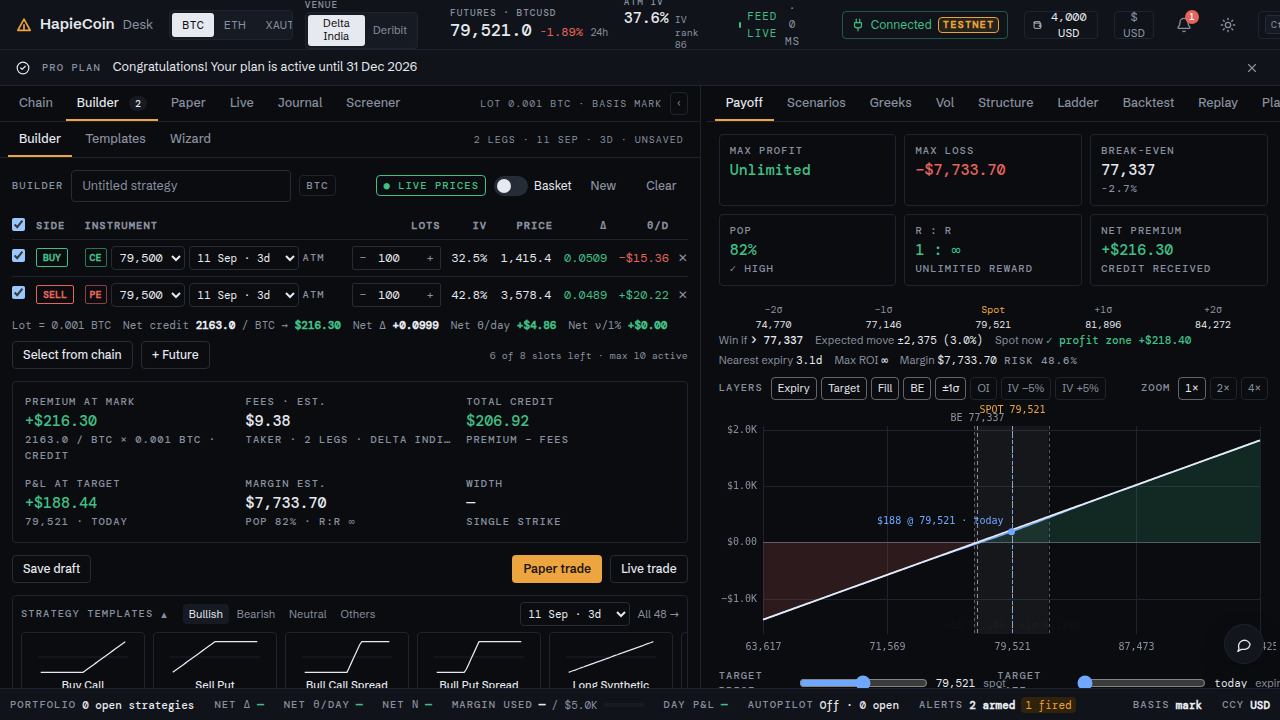 HapieCoin Desk BTC ETH XAUT
VENUE
Delta India Deribit
FUTURES · BTCUSD
79,521.0 -1.89% 24h
ATM IV
37.6% IV rank 86
FEED LIVE · 0 MS
Connected TESTNET
4,000 USD
$ USD
1
PRO PLAN Congratulations! Your plan is active until 31 Dec 2026
Chain Builder 2 Paper Live Journal Screener LOT 0.001 BTC · BASIS MARK
Builder Templates Wizard 2 LEGS · 11 SEP · 3D · UNSAVED
BUILDER Untitled strategy BTC LIVE PRICES Basket New Clear
SIDE INSTRUMENT LOTS IV PRICE Δ Θ/D
BUY CE 79,500 11 Sep · 3d ATM − 100 + 32.5% 1,415.4 0.0509 −$15.36 ×
SELL PE 79,500 11 Sep · 3d ATM − 100 + 42.8% 3,578.4 0.0489 +$20.22 ×
Lot = 0.001 BTC Net credit 2163.0 / BTC → $216.30 Net Δ +0.0999 Net θ/day +$4.86 Net ν/1% +$0.00
Select from chain + Future 6 of 8 slots left · max 10 active
PREMIUM AT MARK FEES · EST. TOTAL CREDIT
+$216.30 $9.38 $206.92
2163.0 / BTC × 0.001 BTC · CREDIT TAKER · 2 LEGS · DELTA INDI… PREMIUM − FEES
P&L AT TARGET MARGIN EST. WIDTH
+$188.44 $7,733.70 —
79,521 · TODAY POP 82% · R:R ∞ SINGLE STRIKE
Save draft Paper trade Live trade
STRATEGY TEMPLATES ▲ Bullish Bearish Neutral Others 11 Sep · 3d All 48 →
Buy Call Sell Put Bull Call Spread Bull Put Spread Long Synthetic
Payoff Scenarios Greeks Vol Structure Ladder Backtest Replay
MAX PROFIT MAX LOSS BREAK-EVEN
Unlimited −$7,733.70 77,337
-2.7%
POP R : R NET PREMIUM
82% 1 : ∞ +$216.30
✓ HIGH UNLIMITED REWARD CREDIT RECEIVED
−2σ −1σ Spot +1σ +2σ
74,770 77,146 79,521 81,896 84,272
Win if > 77,337 Expected move ±2,375 (3.0%) Spot now ✓ profit zone +$218.40
Nearest expiry 3.1d Max ROI ∞ Margin $7,733.70 RISK 48.6%
LAYERS Expiry Target Fill BE ±1σ OI IV −5% IV +5% ZOOM 1× 2× 4×
SPOT 79,521
BE 77,337
$2.0K
$1.0K
$188 @ 79,521 · today
$0.00
−$1.0K
63,617 71,569 79,521 87,473
TARGET 79,521 spot TARGET today
PORTFOLIO 0 open strategies NET Δ — NET Θ/DAY — NET N — MARGIN USED — / $5.0K DAY P&L — AUTOPILOT Off · 0 open ALERTS 2 armed 1 fired BASIS mark CCY USD